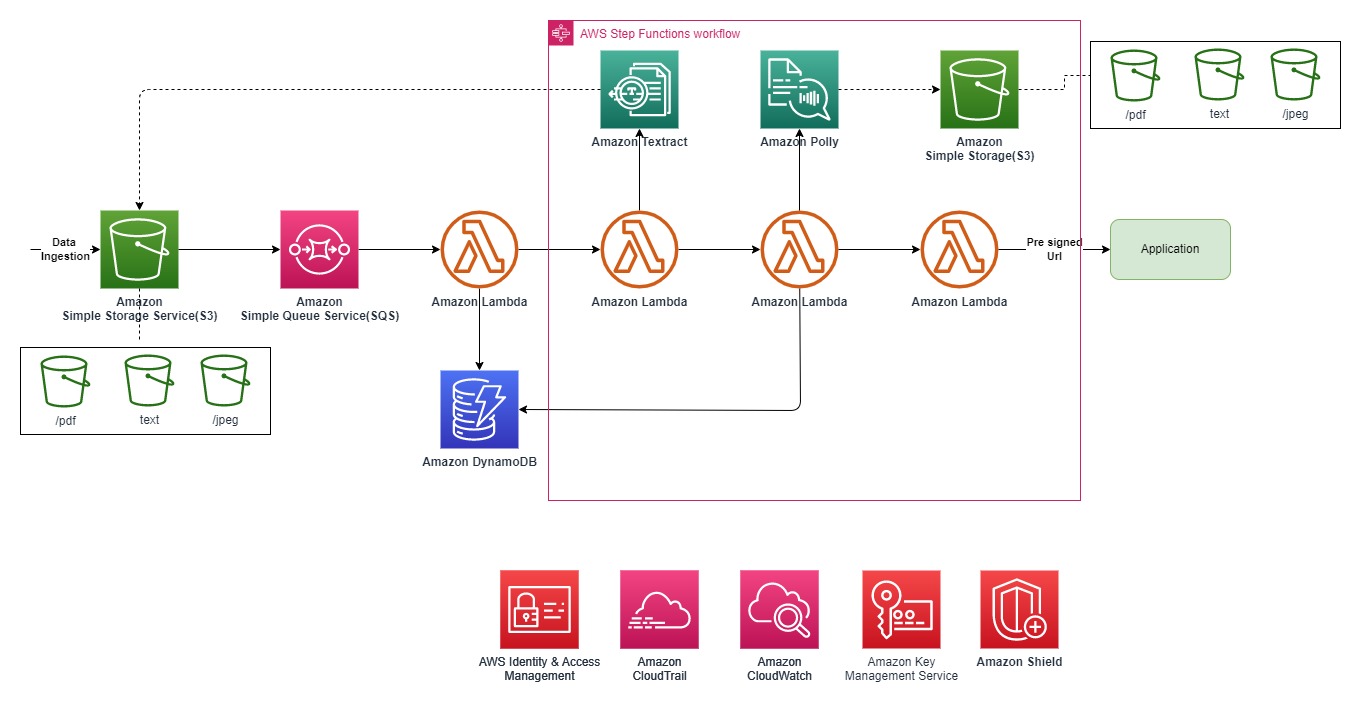 AWS Step Functions workflow
Amazon Textract
Amazon Polly
Amazon
Simple Storage(S3)
/pdf
text
/jpeg
Data
Ingestion
Amazon
Simple Storage Service(S3)
Amazon
Simple Queue Service(SQS)
Amazon Lambda
Amazon Lambda
Amazon Lambda
Amazon Lambda
Pre signed
Url
Application
/pdf
text
/jpeg
Amazon DynamoDB
AWS Identity & Access
Management
Amazon
CloudTrail
Amazon
CloudWatch
Amazon Key
Management Service
Amazon Shield